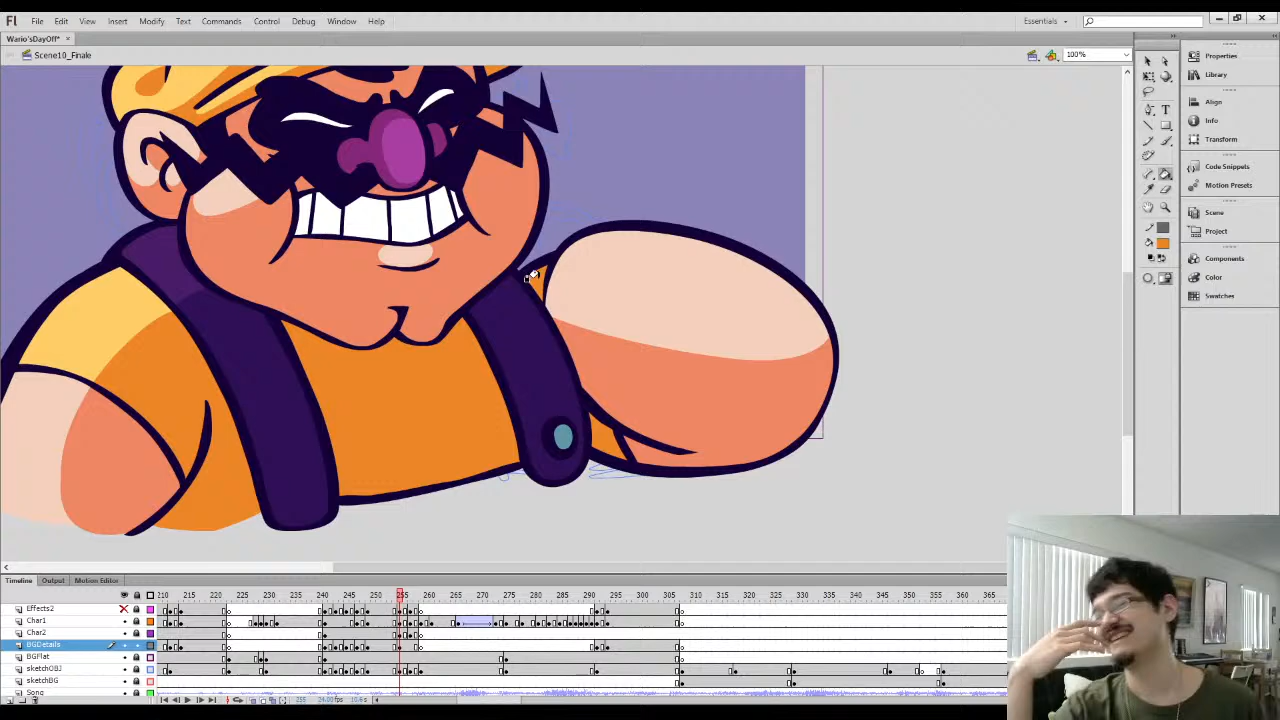 Fl File Edit View Insert Modify Text Commands Control Debug Window Help Essentials
Wario'sDayOff* ×
Scene10_Finale 100%
Properties
Library
Align
Info
Transform
Code Snippets
Motion Presets
Scene
Project
Components
Color
Swatches
T
Timeline Output Motion Editor
210 215 220 225 230 235 240 245 250 255 260 265 270 275 280 285 290 295 300 305 310 315 320 325 330 335 340 345 350 355 360 365
Effects2
Char1
Char2
BGDetails
BGFlat
sketchOBJ
sketchBG
Song